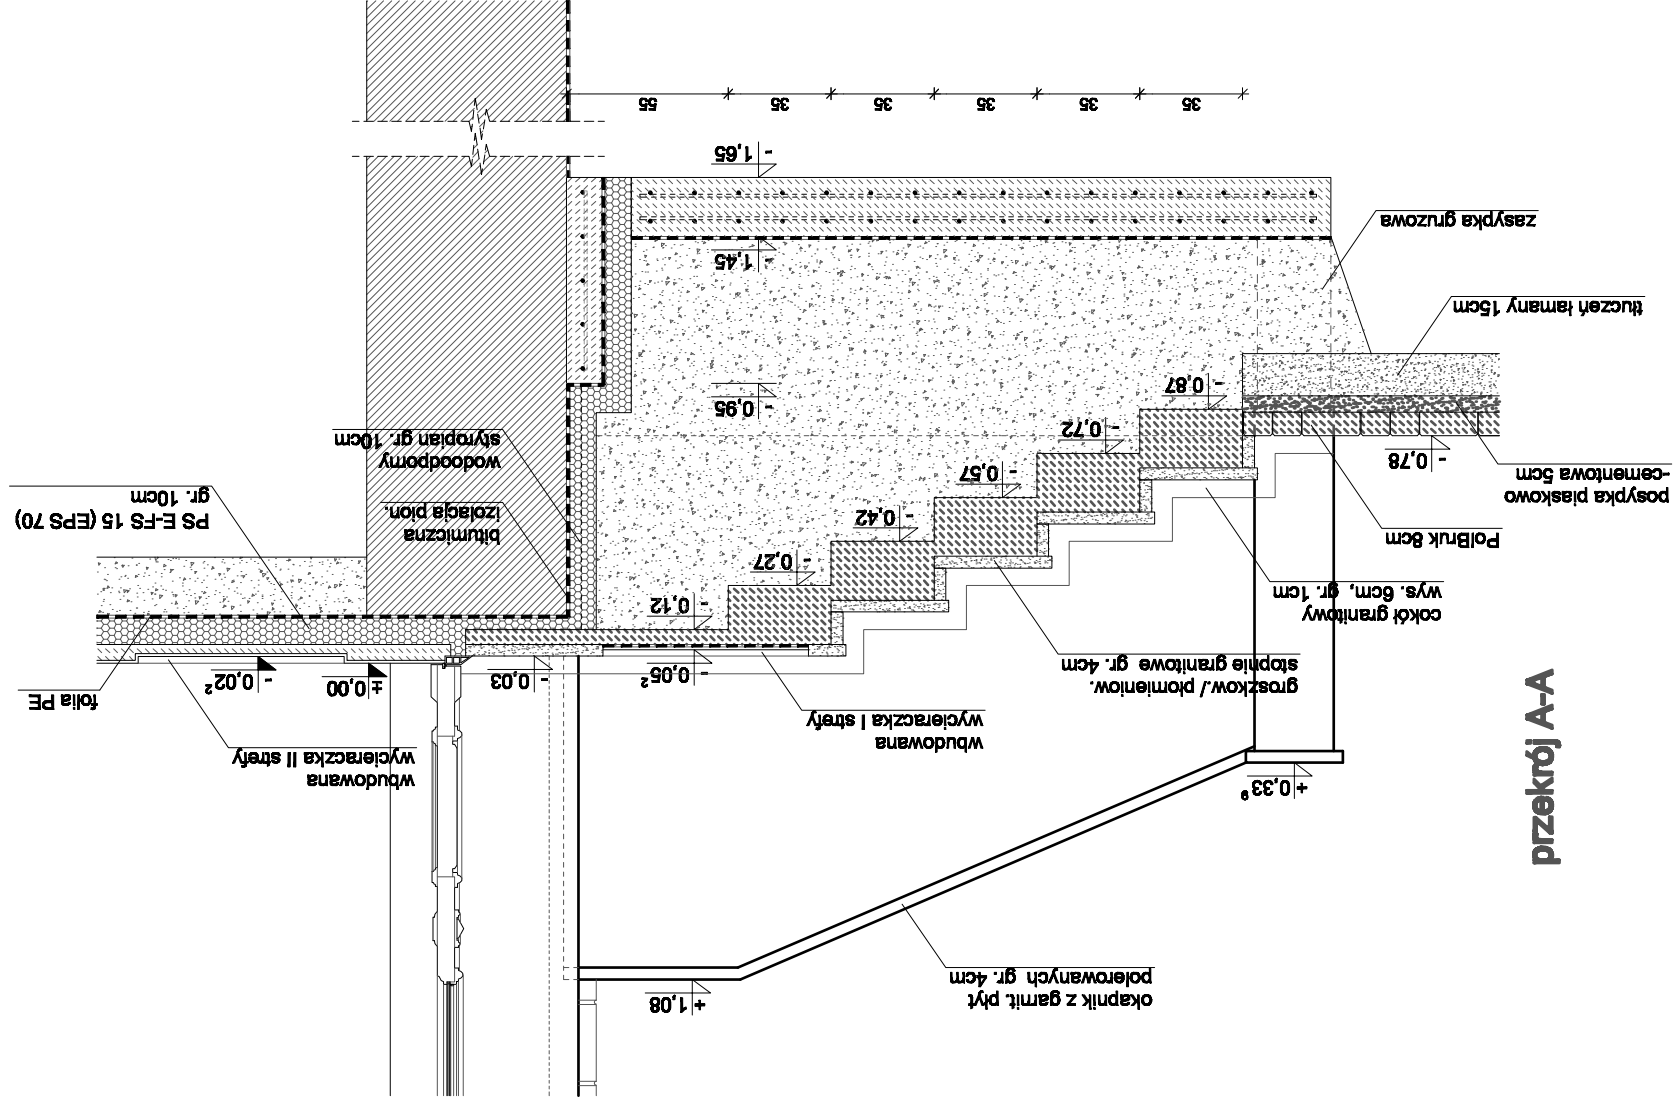 okapnik z garnit. płyt
polerowanych gr. 4cm
+ 1,08
przekrój A-A
+ 0,33⁹
wbudowana
wycieraczka II strefy
wbudowana
wycieraczka I strefy
groszkow./ płomieniow.
stopnie granitowe gr. 4cm
folia PE
- 0,05²
- 0,03
± 0,00
- 0,02²
cokół granitowy
wys. 6cm, gr. 1cm
- 0,12
- 0,27
PolBruk 8cm
bitumiczna
izolacja pion.
PS E-FS 15 (EPS 70)
gr. 10cm
- 0,42
posypka piaskowo
-cementowa 5cm
- 0,57
- 0,78
wodoodporny
styropian gr. 10cm
- 0,72
- 0,95
- 0,87
tłuczeń łamany 15cm
- 1,45
zasypka gruzowa
- 1,65
35
35
35
35
35
55